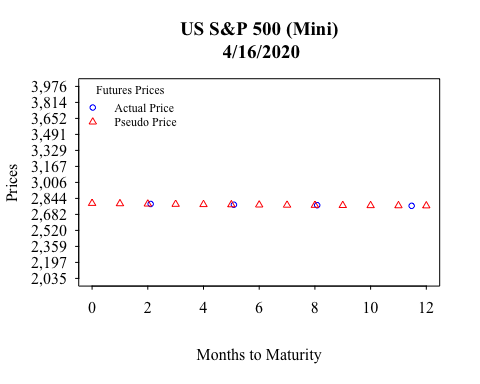 US S&P 500 (Mini)
4/16/2020
Futures Prices
Actual Price
Pseudo Price
Prices
3,976
3,814
3,652
3,491
3,329
3,167
3,006
2,844
2,682
2,520
2,359
2,197
2,035
0 2 4 6 8 10 12
Months to Maturity